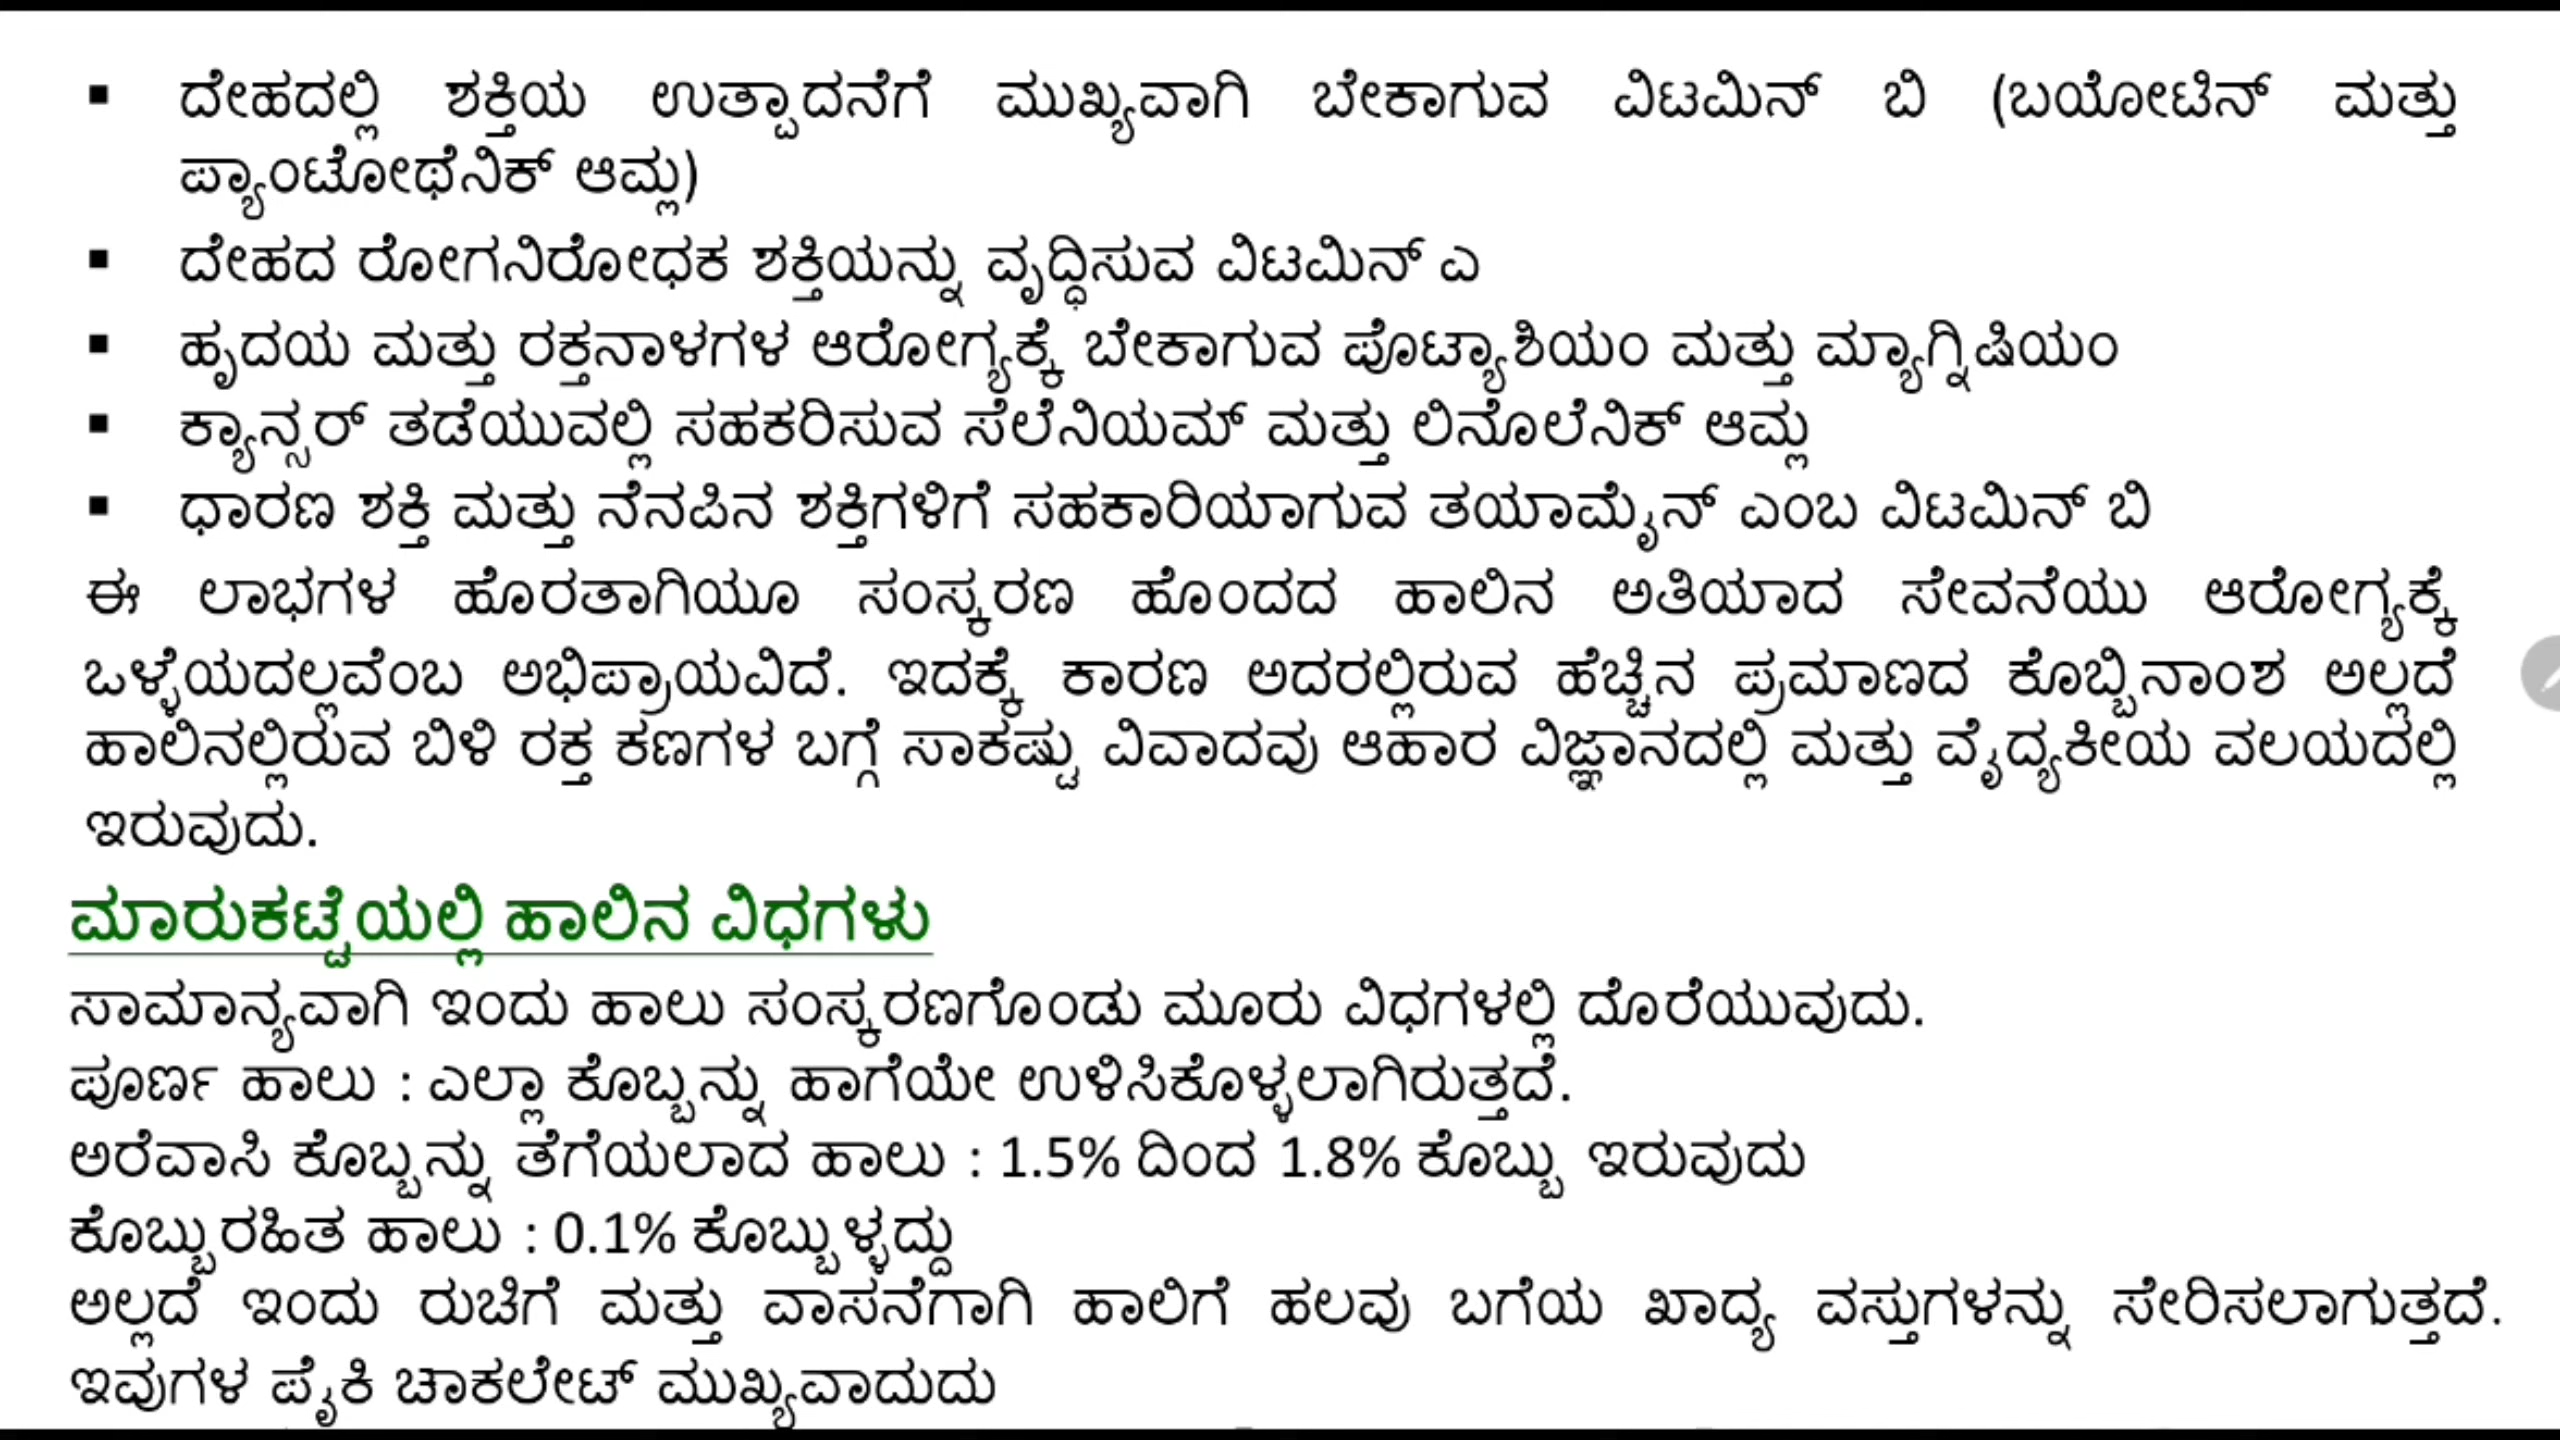 ▪ ದೇಹದಲ್ಲಿ ಶಕ್ತಿಯ ಉತ್ಪಾದನೆಗೆ ಮುಖ್ಯವಾಗಿ ಬೇಕಾಗುವ ವಿಟಮಿನ್ ಬಿ (ಬಯೋಟಿನ್ ಮತ್ತು
ಪ್ಯಾಂಟೋಥೆನಿಕ್ ಆಮ್ಲ)
▪ ದೇಹದ ರೋಗನಿರೋಧಕ ಶಕ್ತಿಯನ್ನು ವೃದ್ಧಿಸುವ ವಿಟಮಿನ್ ಎ
▪ ಹೃದಯ ಮತ್ತು ರಕ್ತನಾಳಗಳ ಆರೋಗ್ಯಕ್ಕೆ ಬೇಕಾಗುವ ಪೊಟ್ಯಾಶಿಯಂ ಮತ್ತು ಮ್ಯಾಗ್ನಿಷಿಯಂ
▪ ಕ್ಯಾನ್ಸರ್ ತಡೆಯುವಲ್ಲಿ ಸಹಕರಿಸುವ ಸೆಲೆನಿಯಮ್ ಮತ್ತು ಲಿನೊಲೆನಿಕ್ ಆಮ್ಲ
▪ ಧಾರಣ ಶಕ್ತಿ ಮತ್ತು ನೆನಪಿನ ಶಕ್ತಿಗಳಿಗೆ ಸಹಕಾರಿಯಾಗುವ ತಯಾಮೈನ್ ಎಂಬ ವಿಟಮಿನ್ ಬಿ
ಈ ಲಾಭಗಳ ಹೊರತಾಗಿಯೂ ಸಂಸ್ಕರಣ ಹೊಂದದ ಹಾಲಿನ ಅತಿಯಾದ ಸೇವನೆಯು ಆರೋಗ್ಯಕ್ಕೆ
ಒಳ್ಳೆಯದಲ್ಲವೆಂಬ ಅಭಿಪ್ರಾಯವಿದೆ. ಇದಕ್ಕೆ ಕಾರಣ ಅದರಲ್ಲಿರುವ ಹೆಚ್ಚಿನ ಪ್ರಮಾಣದ ಕೊಬ್ಬಿನಾಂಶ ಅಲ್ಲದೆ
ಹಾಲಿನಲ್ಲಿರುವ ಬಿಳಿ ರಕ್ತ ಕಣಗಳ ಬಗ್ಗೆ ಸಾಕಷ್ಟು ವಿವಾದವು ಆಹಾರ ವಿಜ್ಞಾನದಲ್ಲಿ ಮತ್ತು ವೈದ್ಯಕೀಯ ವಲಯದಲ್ಲಿ
ಇರುವುದು.
ಮಾರುಕಟ್ಟೆಯಲ್ಲಿ ಹಾಲಿನ ವಿಧಗಳು
ಸಾಮಾನ್ಯವಾಗಿ ಇಂದು ಹಾಲು ಸಂಸ್ಕರಣಗೊಂಡು ಮೂರು ವಿಧಗಳಲ್ಲಿ ದೊರೆಯುವುದು.
ಪೂರ್ಣ ಹಾಲು : ಎಲ್ಲಾ ಕೊಬ್ಬನ್ನು ಹಾಗೆಯೇ ಉಳಿಸಿಕೊಳ್ಳಲಾಗಿರುತ್ತದೆ.
ಅರೆವಾಸಿ ಕೊಬ್ಬನ್ನು ತೆಗೆಯಲಾದ ಹಾಲು : 1.5% ದಿಂದ 1.8% ಕೊಬ್ಬು ಇರುವುದು
ಕೊಬ್ಬುರಹಿತ ಹಾಲು : 0.1% ಕೊಬ್ಬುಳ್ಳದ್ದು
ಅಲ್ಲದೆ ಇಂದು ರುಚಿಗೆ ಮತ್ತು ವಾಸನೆಗಾಗಿ ಹಾಲಿಗೆ ಹಲವು ಬಗೆಯ ಖಾದ್ಯ ವಸ್ತುಗಳನ್ನು ಸೇರಿಸಲಾಗುತ್ತದೆ.
ಇವುಗಳ ಪೈಕಿ ಚಾಕಲೇಟ್ ಮುಖ್ಯವಾದುದು